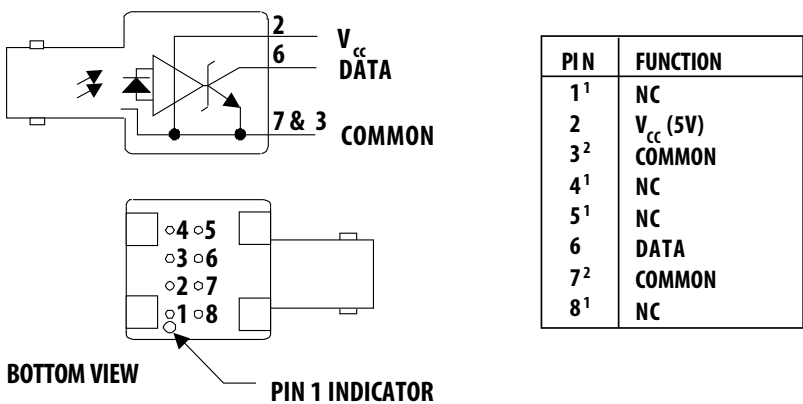 2
V_cc
6
DATA
7 & 3
COMMON
4 5
3 6
2 7
1 8
BOTTOM VIEW
PIN 1 INDICATOR
PIN FUNCTION
1¹ NC
2 V_cc (5V)
3² COMMON
4¹ NC
5¹ NC
6 DATA
7² COMMON
8¹ NC